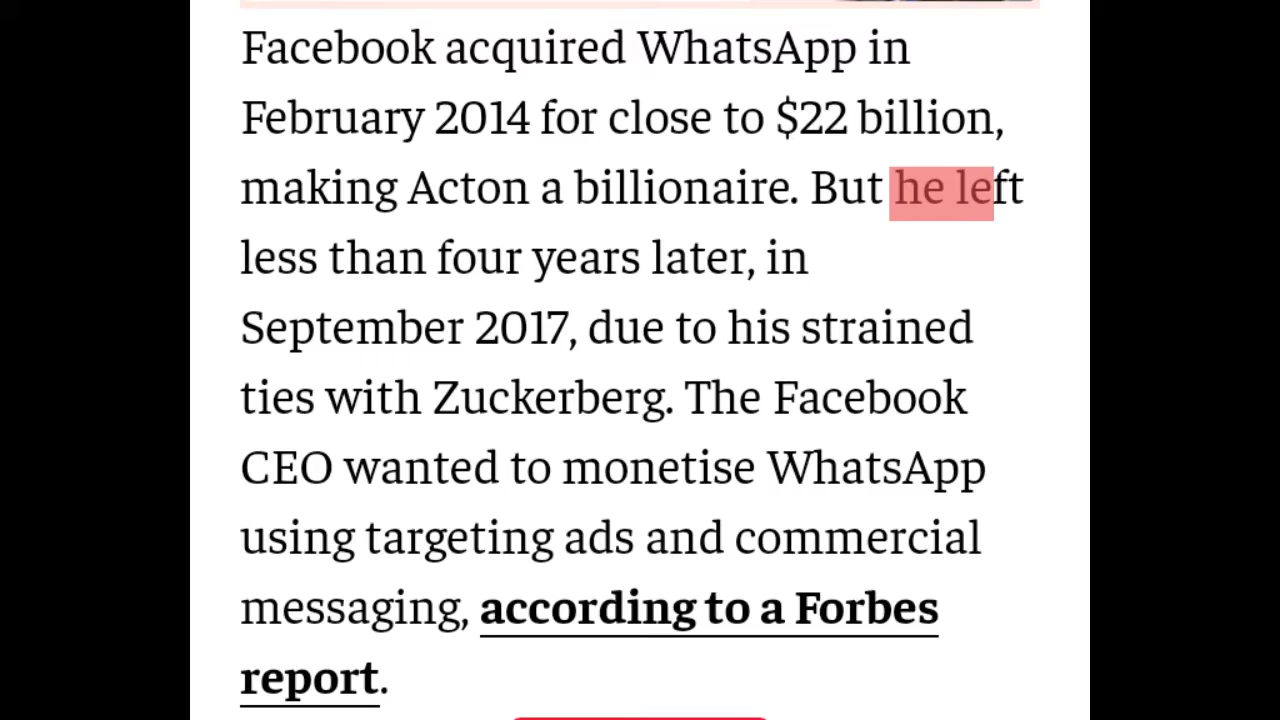 Facebook acquired WhatsApp in
February 2014 for close to $22 billion,
making Acton a billionaire. But he left
less than four years later, in
September 2017, due to his strained
ties with Zuckerberg. The Facebook
CEO wanted to monetise WhatsApp
using targeting ads and commercial
messaging, according to a Forbes
report.